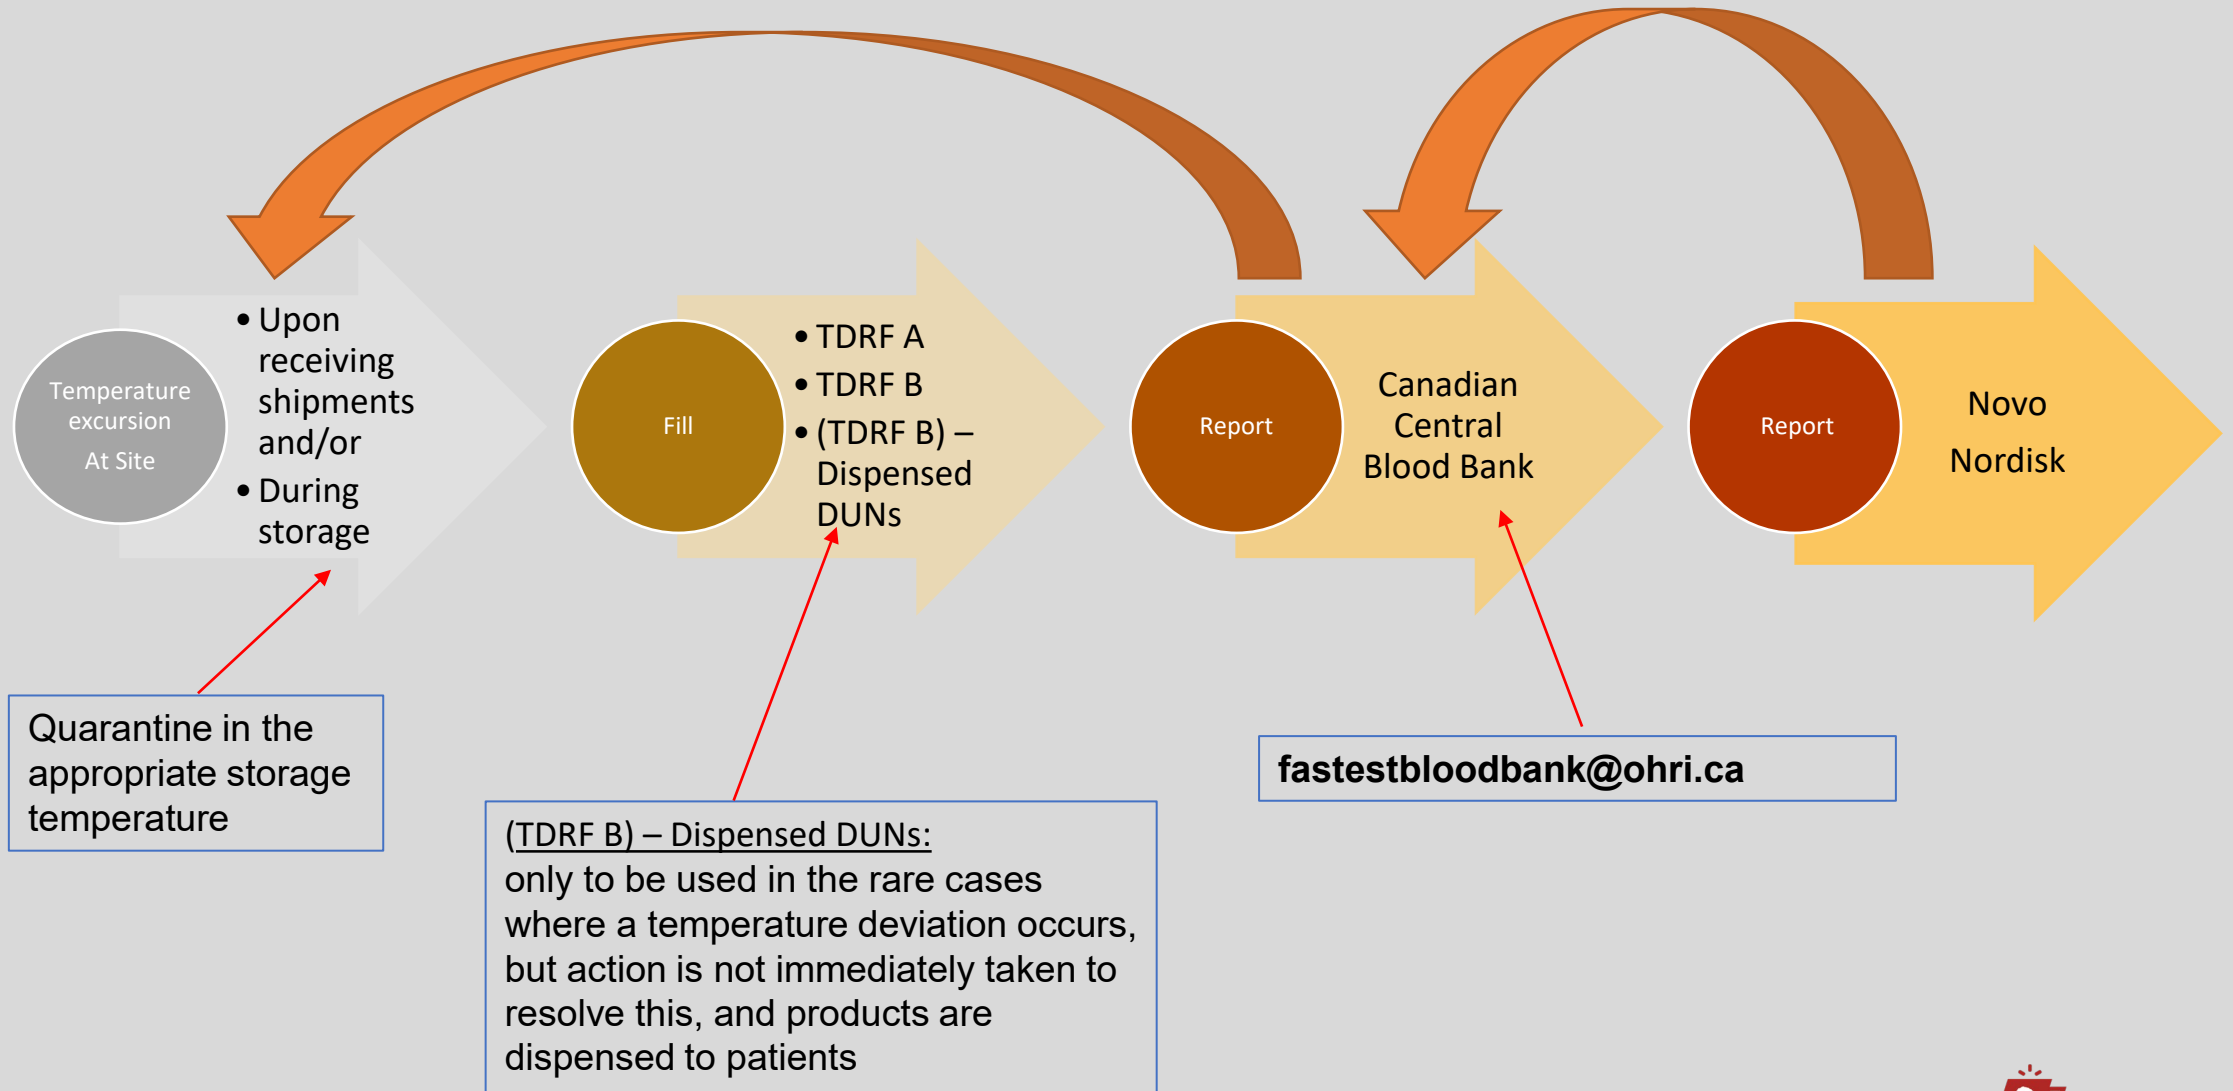 Temperature
excursion
At Site
• Upon
receiving
shipments
and/or
• During
storage
Fill
• TDRF A
• TDRF B
• (TDRF B) –
Dispensed
DUNs
Report
Canadian
Central
Blood Bank
Report
Novo
Nordisk
Quarantine in the
appropriate storage
temperature
(TDRF B) – Dispensed DUNs:
only to be used in the rare cases
where a temperature deviation occurs,
but action is not immediately taken to
resolve this, and products are
dispensed to patients
fastestbloodbank@ohri.ca